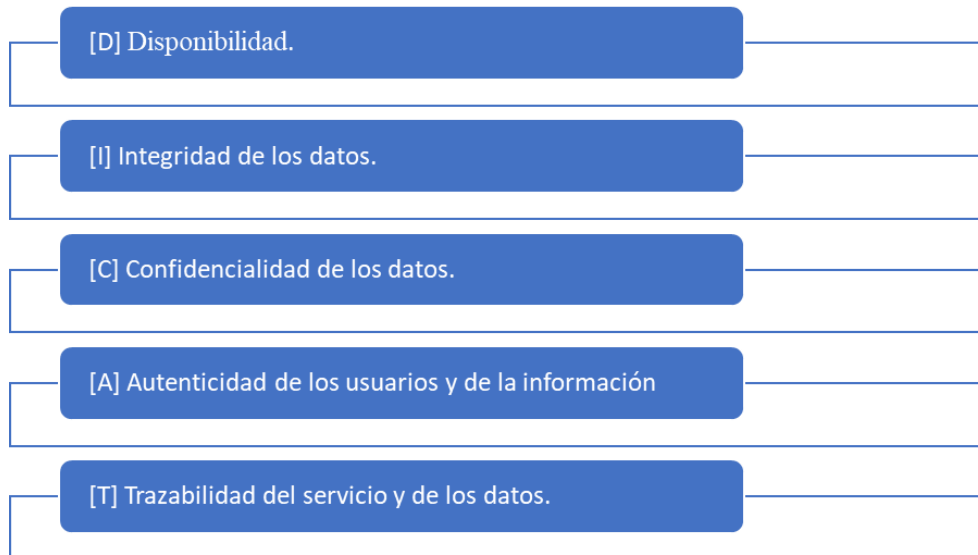 [D] Disponibilidad.
[I] Integridad de los datos.
[C] Confidencialidad de los datos.
[A] Autenticidad de los usuarios y de la información
[T] Trazabilidad del servicio y de los datos.